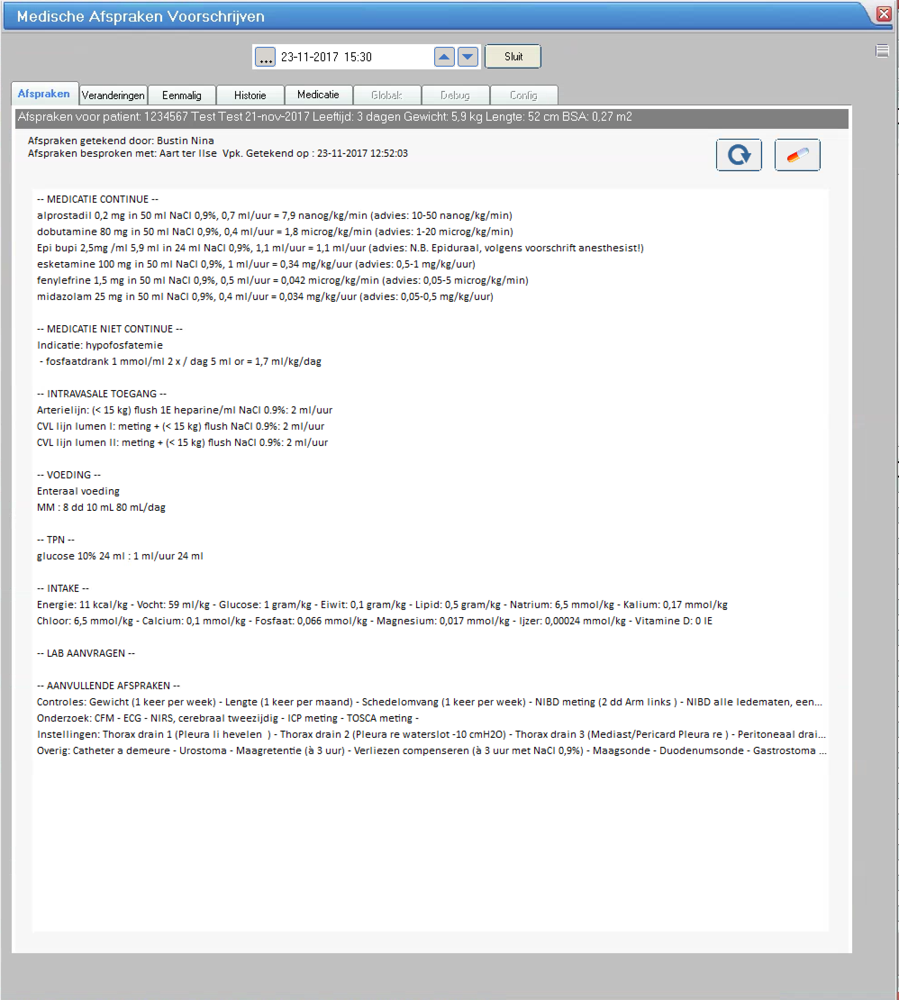 Medische Afspraken Voorschrijven
... 23-11-2017 15:30 Sluit
Afspraken Veranderingen Eenmalig Historie Medicatie Globals Debug Config
Afspraken voor patient: 1234567 Test Test 21-nov-2017 Leeftijd: 3 dagen Gewicht: 5,9 kg Lengte: 52 cm BSA: 0,27 m2
Afspraken getekend door: Bustin Nina
Afspraken besproken met: Aart ter Ilse  Vpk. Getekend op : 23-11-2017 12:52:03
-- MEDICATIE CONTINUE --
alprostadil 0,2 mg in 50 ml NaCl 0,9%, 0,7 ml/uur = 7,9 nanog/kg/min (advies: 10-50 nanog/kg/min)
dobutamine 80 mg in 50 ml NaCl 0,9%, 0,4 ml/uur = 1,8 microg/kg/min (advies: 1-20 microg/kg/min)
Epi bupi 2,5mg /ml 5,9 ml in 24 ml NaCl 0,9%, 1,1 ml/uur = 1,1 ml/uur (advies: N.B. Epiduraal, volgens voorschrift anesthesist!)
esketamine 100 mg in 50 ml NaCl 0,9%, 1 ml/uur = 0,34 mg/kg/uur (advies: 0,5-1 mg/kg/uur)
fenylefrine 1,5 mg in 50 ml NaCl 0,9%, 0,5 ml/uur = 0,042 microg/kg/min (advies: 0,05-5 microg/kg/min)
midazolam 25 mg in 50 ml NaCl 0,9%, 0,4 ml/uur = 0,034 mg/kg/uur (advies: 0,05-0,5 mg/kg/uur)
-- MEDICATIE NIET CONTINUE --
Indicatie: hypofosfatemie
- fosfaatdrank 1 mmol/ml 2 x / dag 5 ml or = 1,7 ml/kg/dag
-- INTRAVASALE TOEGANG --
Arterielijn: (< 15 kg) flush 1E heparine/ml NaCl 0.9%: 2 ml/uur
CVL lijn lumen I: meting + (< 15 kg) flush NaCl 0.9%: 2 ml/uur
CVL lijn lumen II: meting + (< 15 kg) flush NaCl 0.9%: 2 ml/uur
-- VOEDING --
Enteraal voeding
MM : 8 dd 10 mL 80 mL/dag
-- TPN --
glucose 10% 24 ml : 1 ml/uur 24 ml
-- INTAKE --
Energie: 11 kcal/kg - Vocht: 59 ml/kg - Glucose: 1 gram/kg - Eiwit: 0,1 gram/kg - Lipid: 0,5 gram/kg - Natrium: 6,5 mmol/kg - Kalium: 0,17 mmol/kg
Chloor: 6,5 mmol/kg - Calcium: 0,1 mmol/kg - Fosfaat: 0,066 mmol/kg - Magnesium: 0,017 mmol/kg - Ijzer: 0,00024 mmol/kg - Vitamine D: 0 IE
-- LAB AANVRAGEN --
-- AANVULLENDE AFSPRAKEN --
Controles: Gewicht (1 keer per week) - Lengte (1 keer per maand) - Schedelomvang (1 keer per week) - NIBD meting (2 dd Arm links ) - NIBD alle ledematen, een...
Onderzoek: CFM - ECG - NIRS, cerebraal tweezijdig - ICP meting - TOSCA meting -
Instellingen: Thorax drain 1 (Pleura li hevelen  ) - Thorax drain 2 (Pleura re waterslot -10 cmH2O) - Thorax drain 3 (Mediast/Pericard Pleura re ) - Peritoneaal drai...
Overig: Catheter a demeure - Urostoma - Maagretentie (à 3 uur) - Verliezen compenseren (à 3 uur met NaCl 0,9%) - Maagsonde - Duodenumsonde - Gastrostoma ...